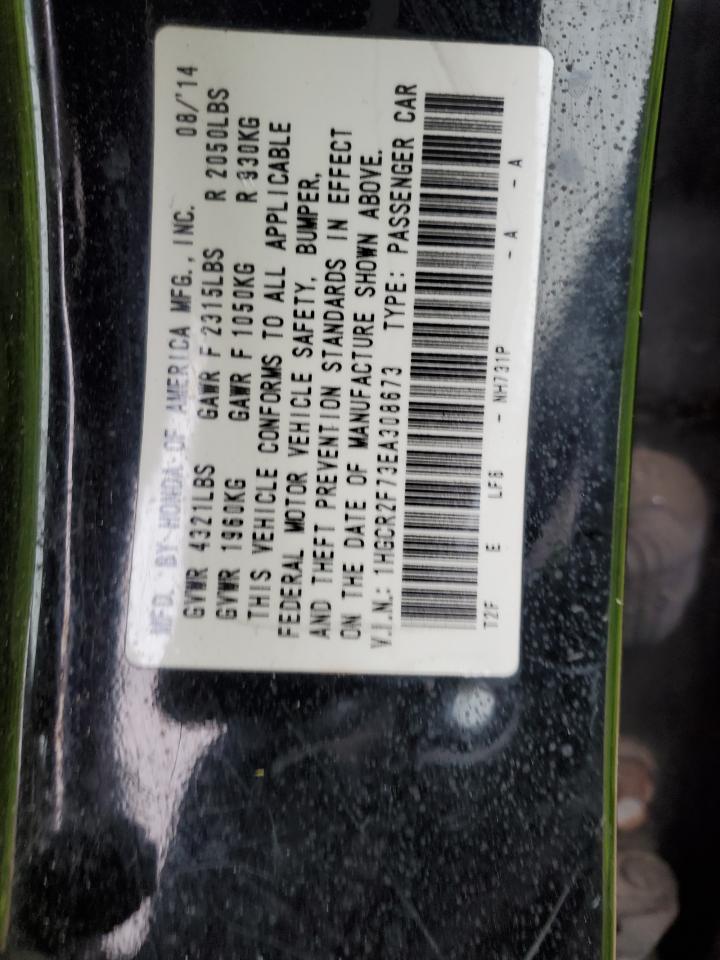 MFD. BY HONDA OF AMERICA MFG., INC. 08/'14
GVWR 4321LBS GAWR F 2315LBS R 2050LBS
GVWR 1960KG GAWR F 1050KG R 930KG
THIS VEHICLE CONFORMS TO ALL APPLICABLE
FEDERAL MOTOR VEHICLE SAFETY, BUMPER,
AND THEFT PREVENTION STANDARDS IN EFFECT
ON THE DATE OF MANUFACTURE SHOWN ABOVE.
V.I.N.: 1HGCR2F73EA308673 TYPE: PASSENGER CAR
T2F E LF6 - NH731P - A - A